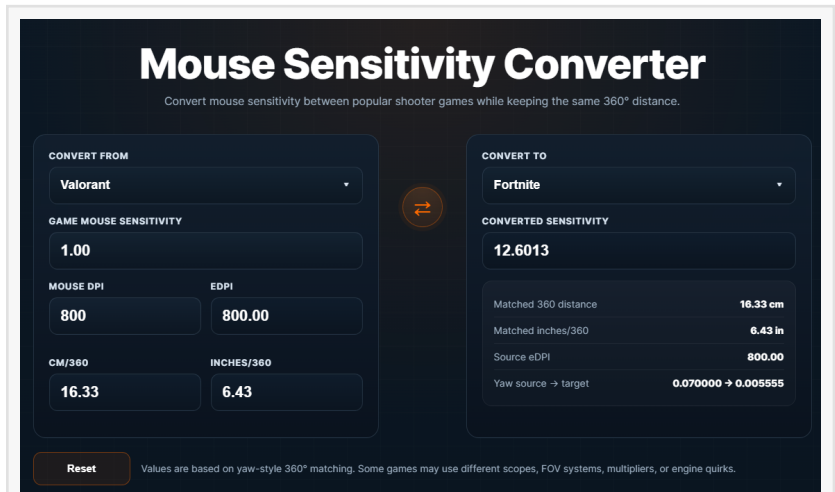 Mouse Sensitivity Converter
Convert mouse sensitivity between popular shooter games while keeping the same 360° distance.
CONVERT FROM
Valorant
GAME MOUSE SENSITIVITY
1.00
MOUSE DPI EDPI
800 800.00
CM/360 INCHES/360
16.33 6.43
CONVERT TO
Fortnite
CONVERTED SENSITIVITY
12.6013
Matched 360 distance 16.33 cm
Matched inches/360 6.43 in
Source eDPI 800.00
Yaw source → target 0.070000 → 0.005555
Reset Values are based on yaw-style 360° matching. Some games may use different scopes, FOV systems, multipliers, or engine quirks.